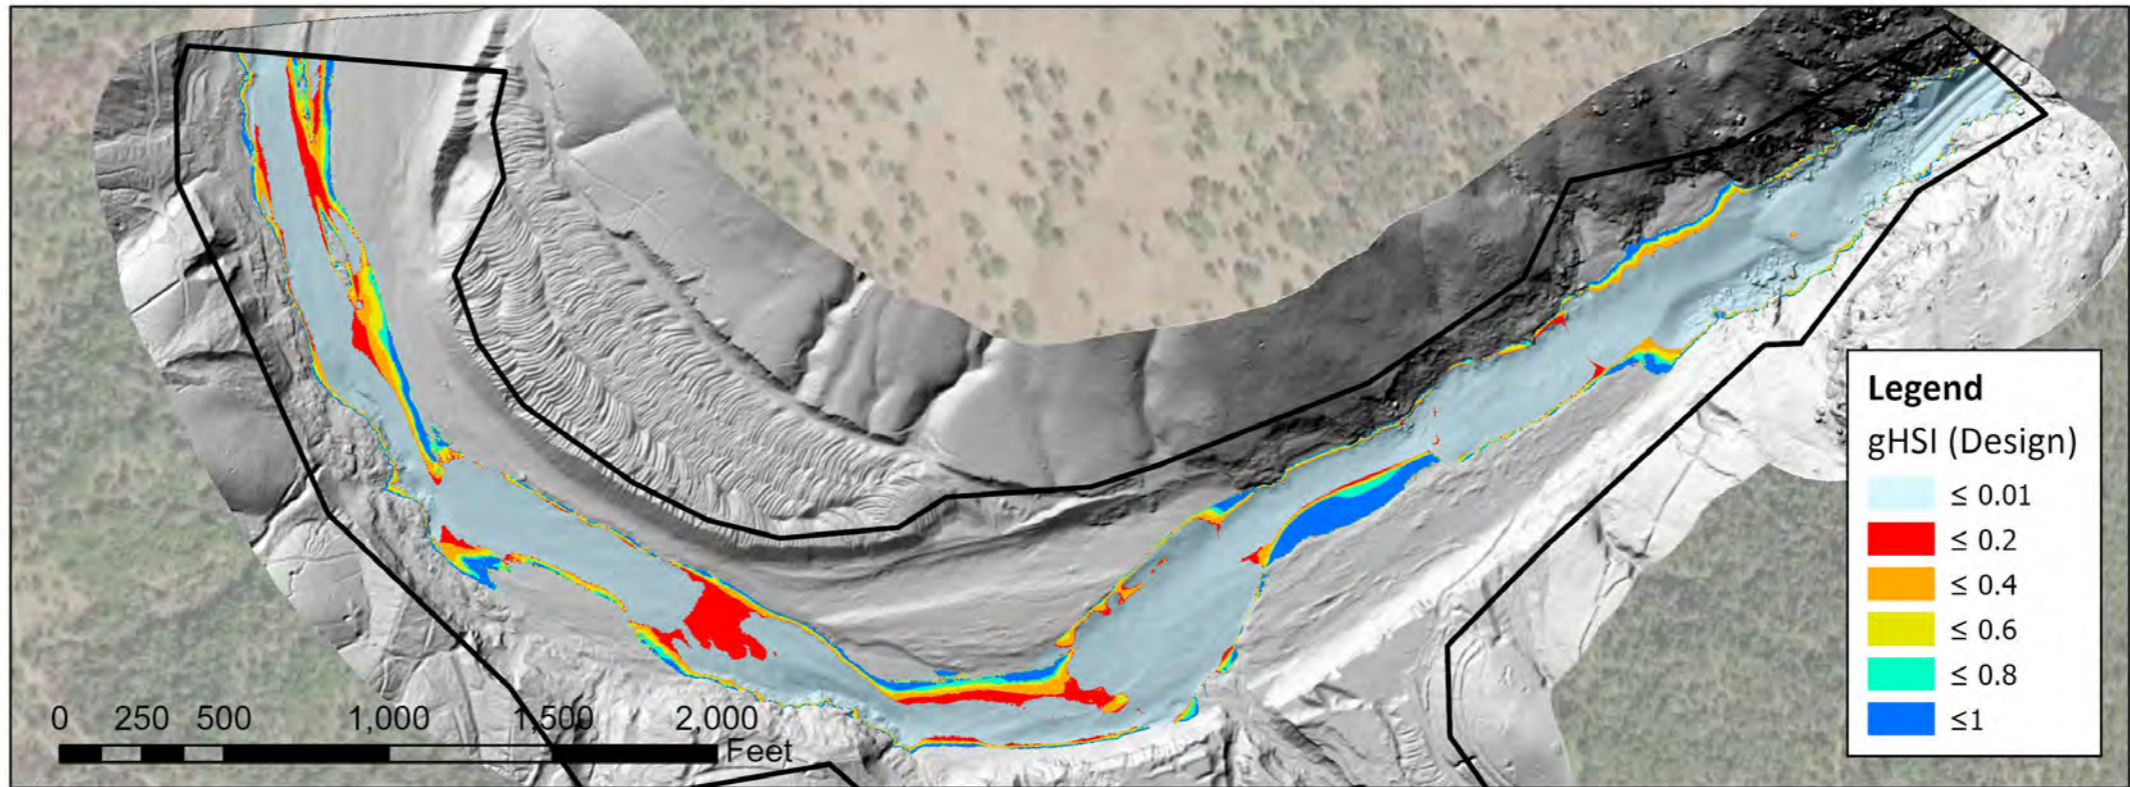 Legend
gHSI (Design)
≤ 0.01
≤ 0.2
≤ 0.4
≤ 0.6
≤ 0.8
≤1
0 250 500 1,000 1,500 2,000
Feet